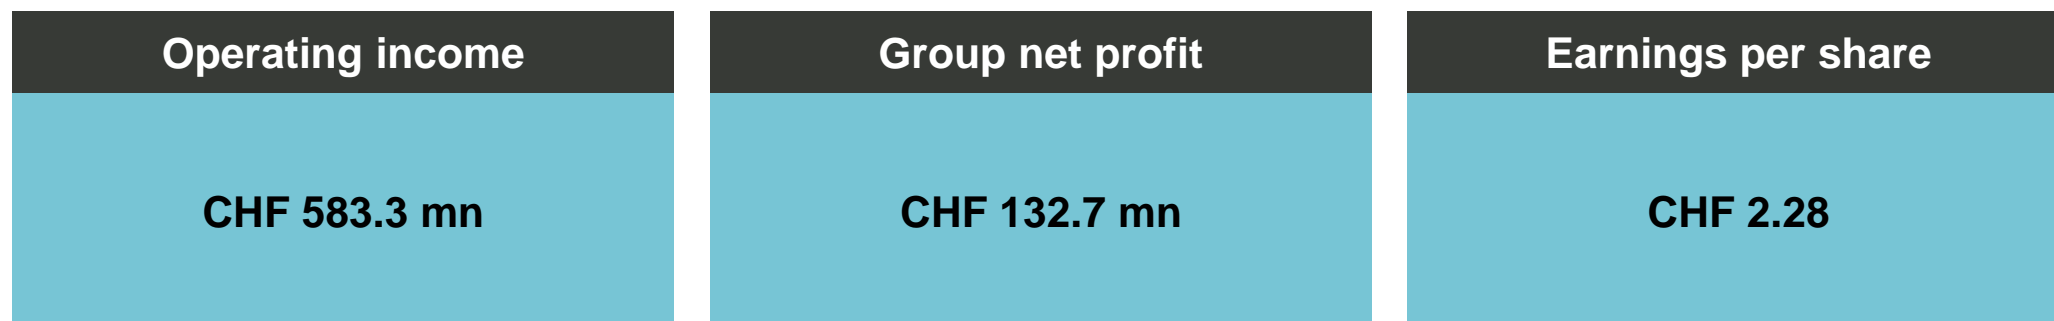 Operating income
CHF 583.3 mn
Group net profit
CHF 132.7 mn
Earnings per share
CHF 2.28